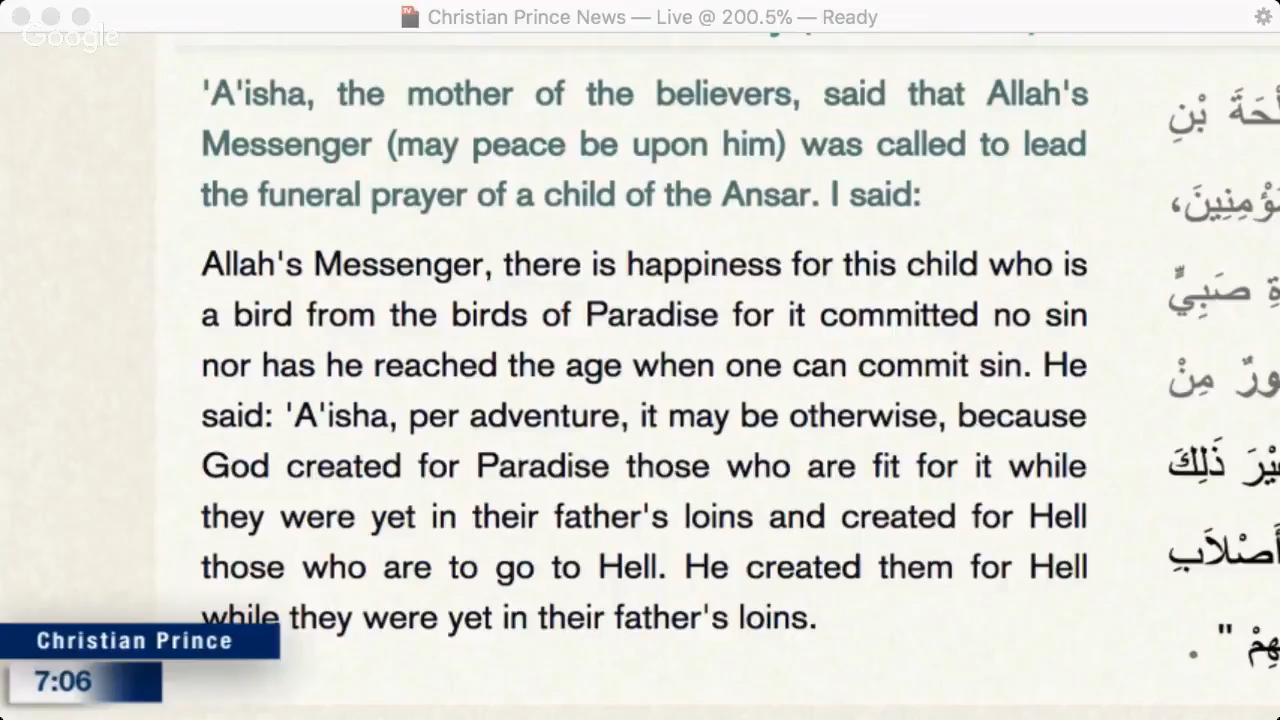 Christian Prince News — Live @ 200.5% — Ready
Google
'A'isha, the mother of the believers, said that Allah's
Messenger (may peace be upon him) was called to lead
the funeral prayer of a child of the Ansar. I said:
Allah's Messenger, there is happiness for this child who is
a bird from the birds of Paradise for it committed no sin
nor has he reached the age when one can commit sin. He
said: 'A'isha, per adventure, it may be otherwise, because
God created for Paradise those who are fit for it while
they were yet in their father's loins and created for Hell
those who are to go to Hell. He created them for Hell
while they were yet in their father's loins.
بْنِ
صَبِيٍّ
مِنْ
ذَلِكَ
" .
Christian Prince
7:06